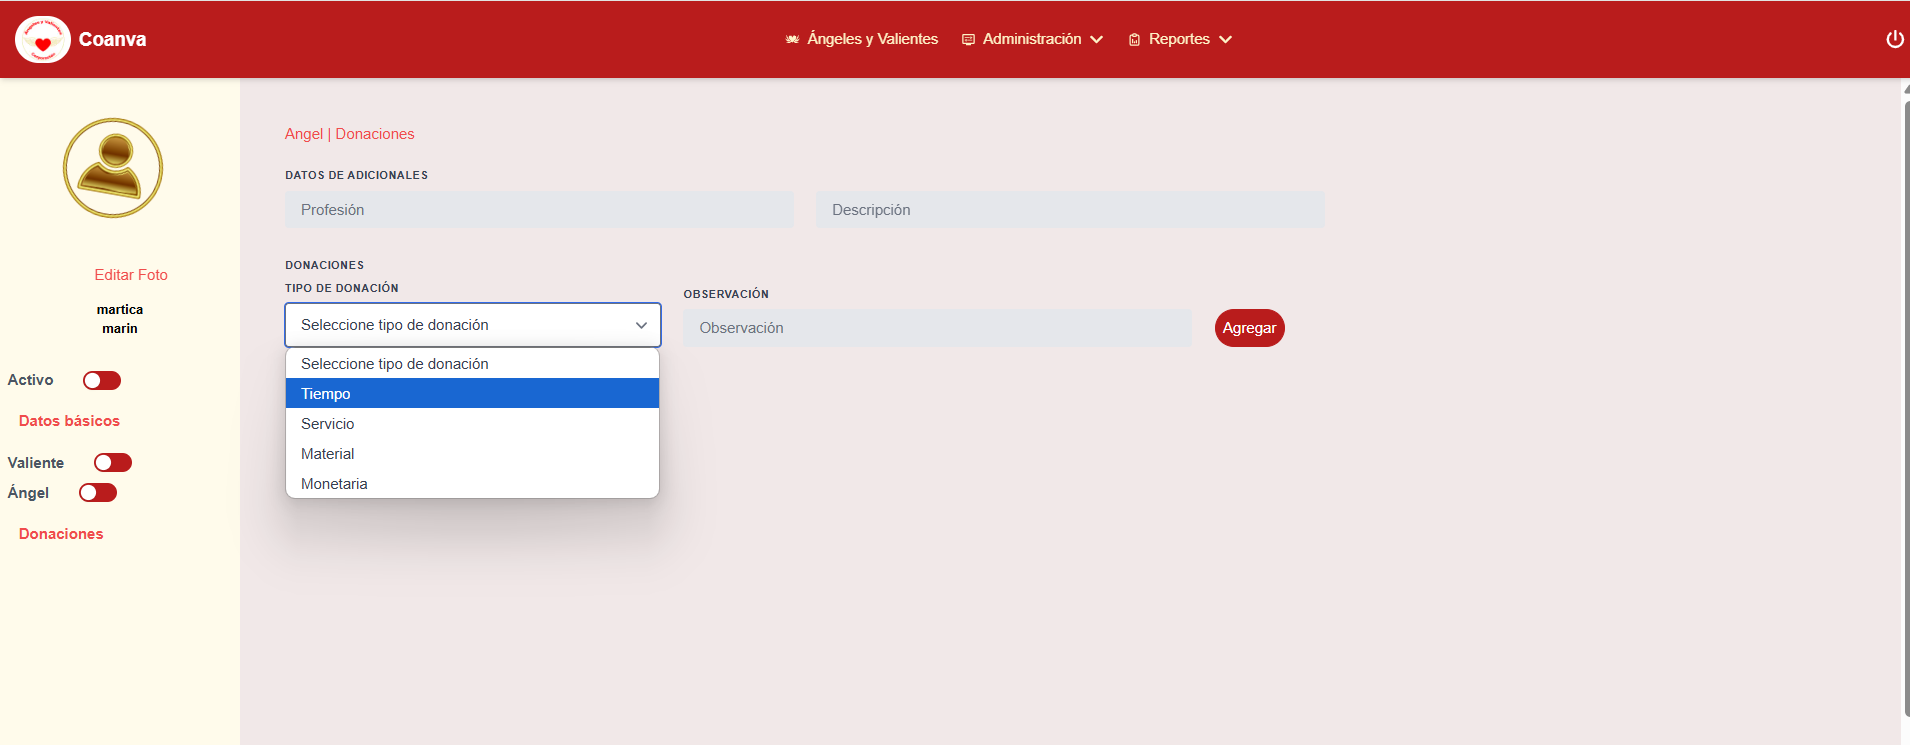 Coanva
Ángeles y Valientes
Administración
Reportes
Editar Foto
martica
marin
Activo
Datos básicos
Valiente
Ángel
Donaciones
Angel | Donaciones
DATOS DE ADICIONALES
Profesión
Descripción
DONACIONES
TIPO DE DONACIÓN
OBSERVACIÓN
Seleccione tipo de donación
Observación
Agregar
Seleccione tipo de donación
Tiempo
Servicio
Material
Monetaria